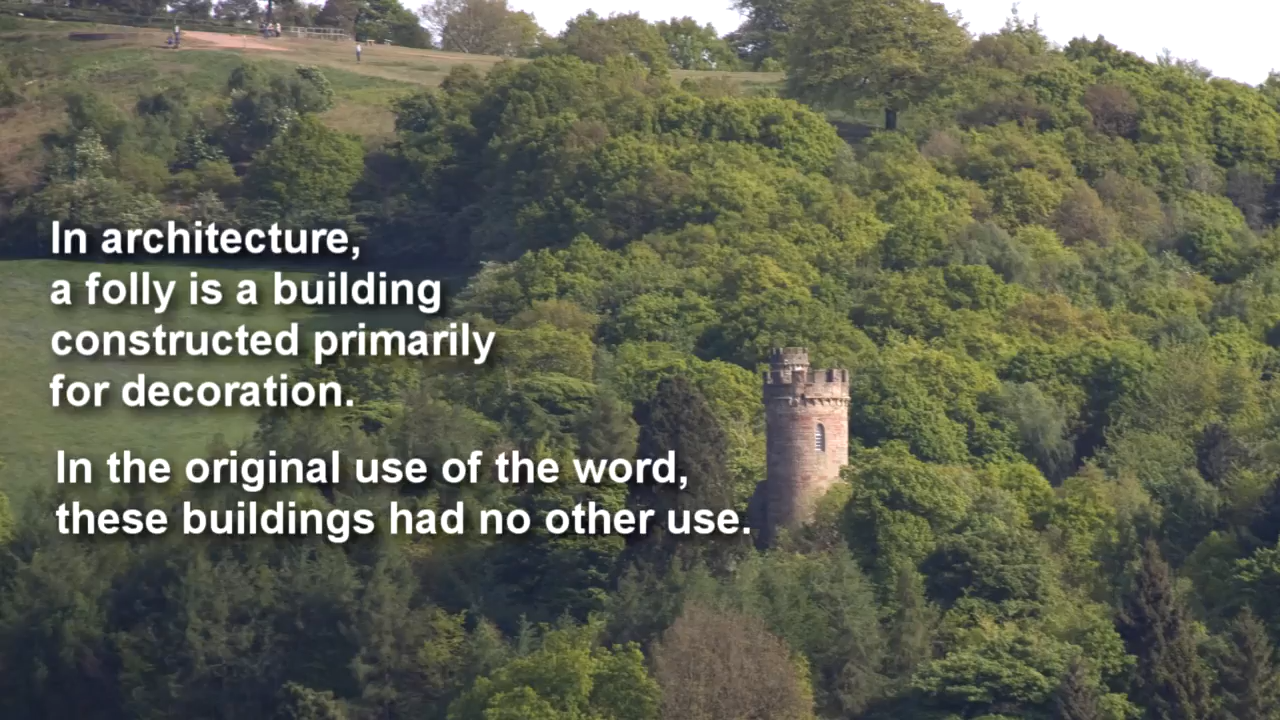 In architecture,
a folly is a building
constructed primarily
for decoration.
In the original use of the word,
these buildings had no other use.